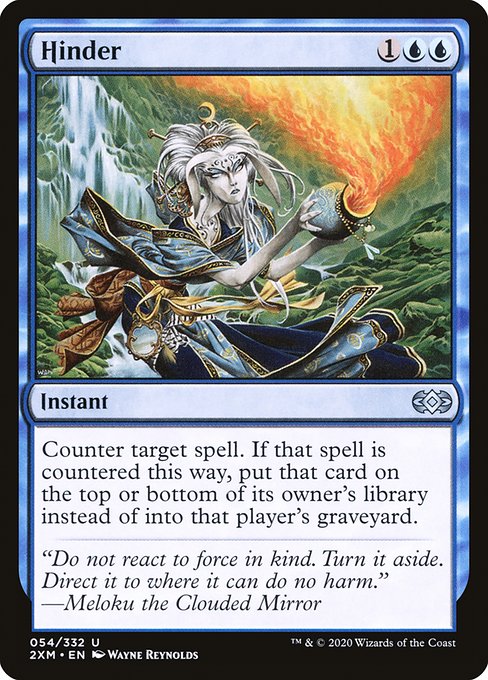 Hinder
1
Instant
Counter target spell. If that spell is
countered this way, put that card on
the top or bottom of its owner's library
instead of into that player's graveyard.
“Do not react to force in kind. Turn it aside.
Direct it to where it can do no harm.”
—Meloku the Clouded Mirror
054/332 U
2XM • EN Wayne Reynolds
™ & © 2020 Wizards of the Coast